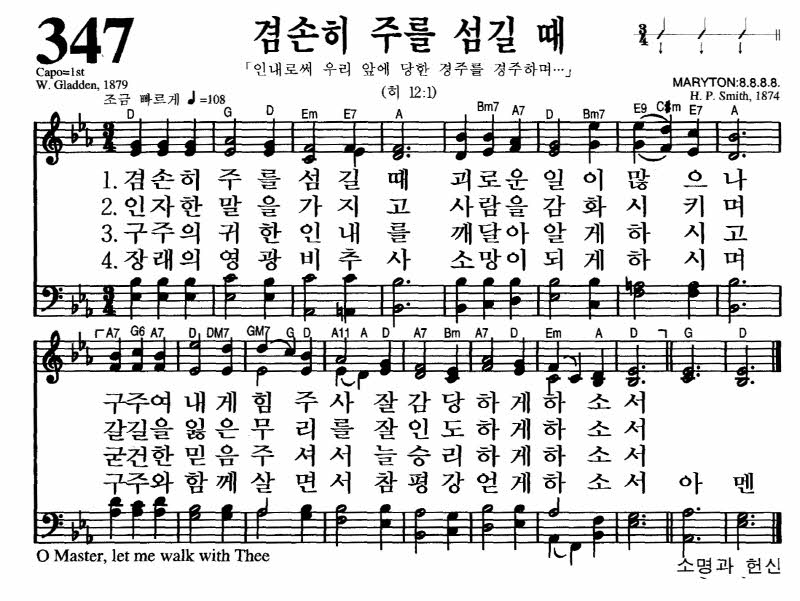 347
겸손히 주를 섬길 때
Capo=1st
W. Gladden, 1879
「인내로써 우리 앞에 당한 경주를 경주하며…」
(히 12:1)
MARYTON:8.8.8.8.
H. P. Smith, 1874
조금 빠르게 ♩=108
3/4
D G D Em E7 A Bm7 A7 D Bm7 E9 C#m E7 A
3/4
1. 겸손히 주를 섬길 때 괴로운 일이 많으나
2. 인자한 말을 가지고 사람을 감화시키며
3. 구주의 귀한 인내를 깨달아 알게 하시고
4. 장래의 영광 비추사 소망이 되게 하시며
3/4
A7 G6 A7 D DM7 GM7 G D A11 A D A7 Bm A7 D Em A D G D
구주여 내게 힘 주사 잘 감당하게 하소서
갈길을 잃은 무리를 잘 인도하게 하소서
굳건한 믿음 주셔서 늘 승리하게 하소서
구주와 함께 살면서 참 평강 얻게 하소서 아멘
O Master, let me walk with Thee
소명과 헌신